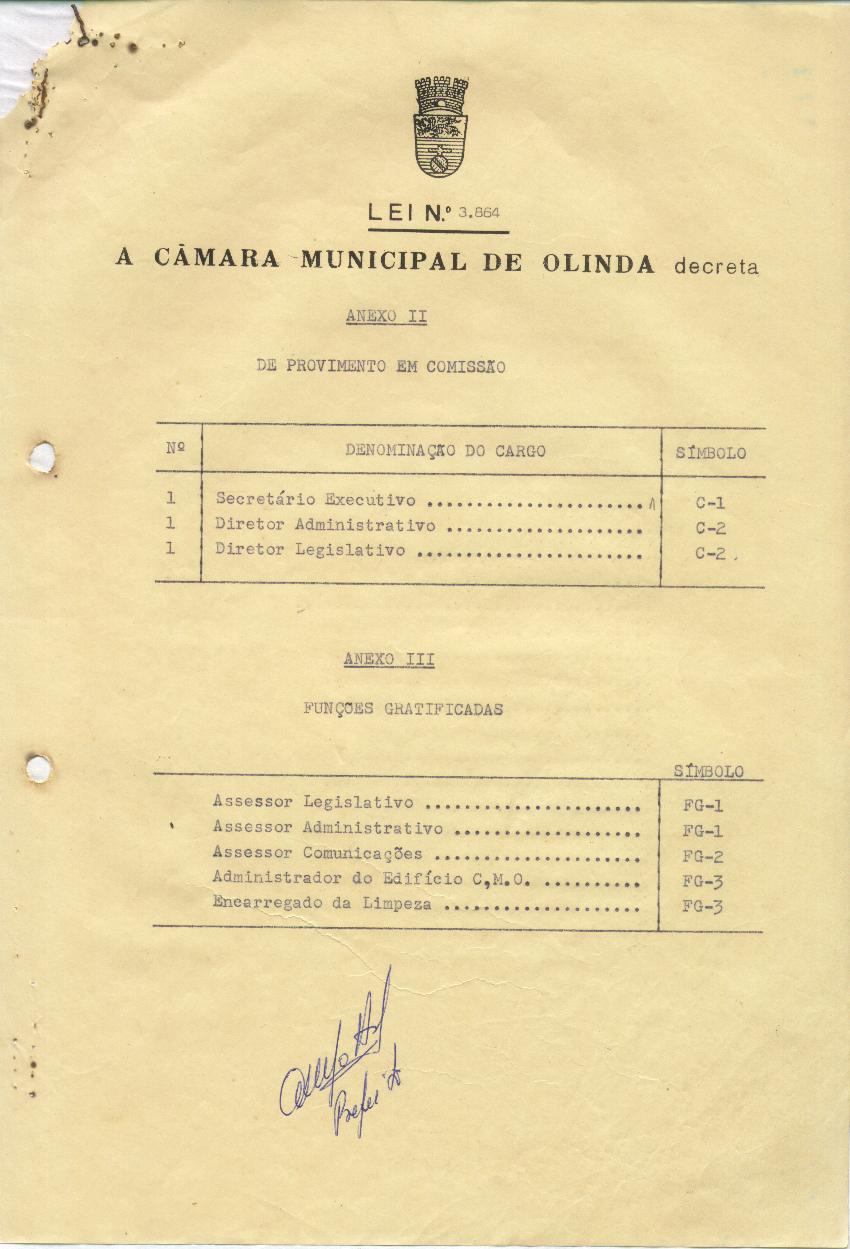 LEI N.º 3.864
A CÂMARA MUNICIPAL DE OLINDA decreta
ANEXO II
DE PROVIMENTO EM COMISSÃO
Nº DENOMINAÇÃO DO CARGO SÍMBOLO
1 Secretário Executivo ...................... C-1
1 Diretor Administrativo .................... C-2
1 Diretor Legislativo ....................... C-2
ANEXO III
FUNÇÕES GRATIFICADAS
SÍMBOLO
Assessor Legislativo ...................... FG-1
Assessor Administrativo ................... FG-1
Assessor Comunicações ..................... FG-2
Administrador do Edifício C,M.O. .......... FG-3
Encarregado da Limpeza .................... FG-3
Prefeito